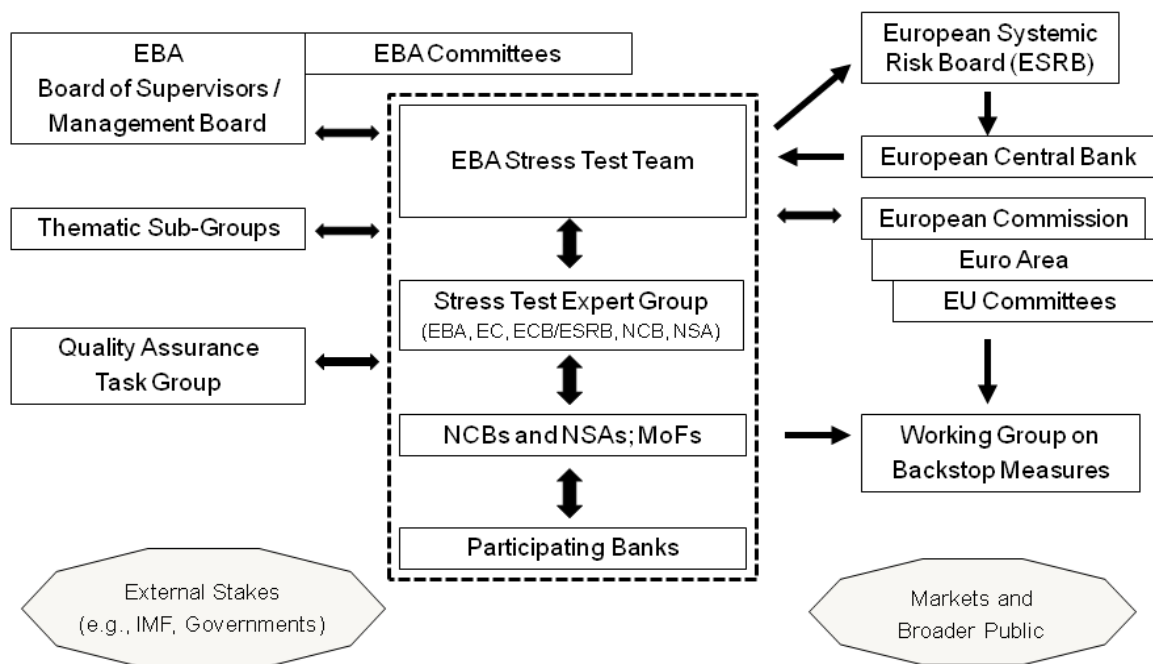 EBA
Board of Supervisors /
Management Board
EBA Committees
Thematic Sub-Groups
Quality Assurance
Task Group
External Stakes
(e.g., IMF, Governments)
EBA Stress Test Team
Stress Test Expert Group
(EBA, EC, ECB/ESRB, NCB, NSA)
NCBs and NSAs; MoFs
Participating Banks
European Systemic
Risk Board (ESRB)
European Central Bank
European Commission
Euro Area
EU Committees
Working Group on
Backstop Measures
Markets and
Broader Public